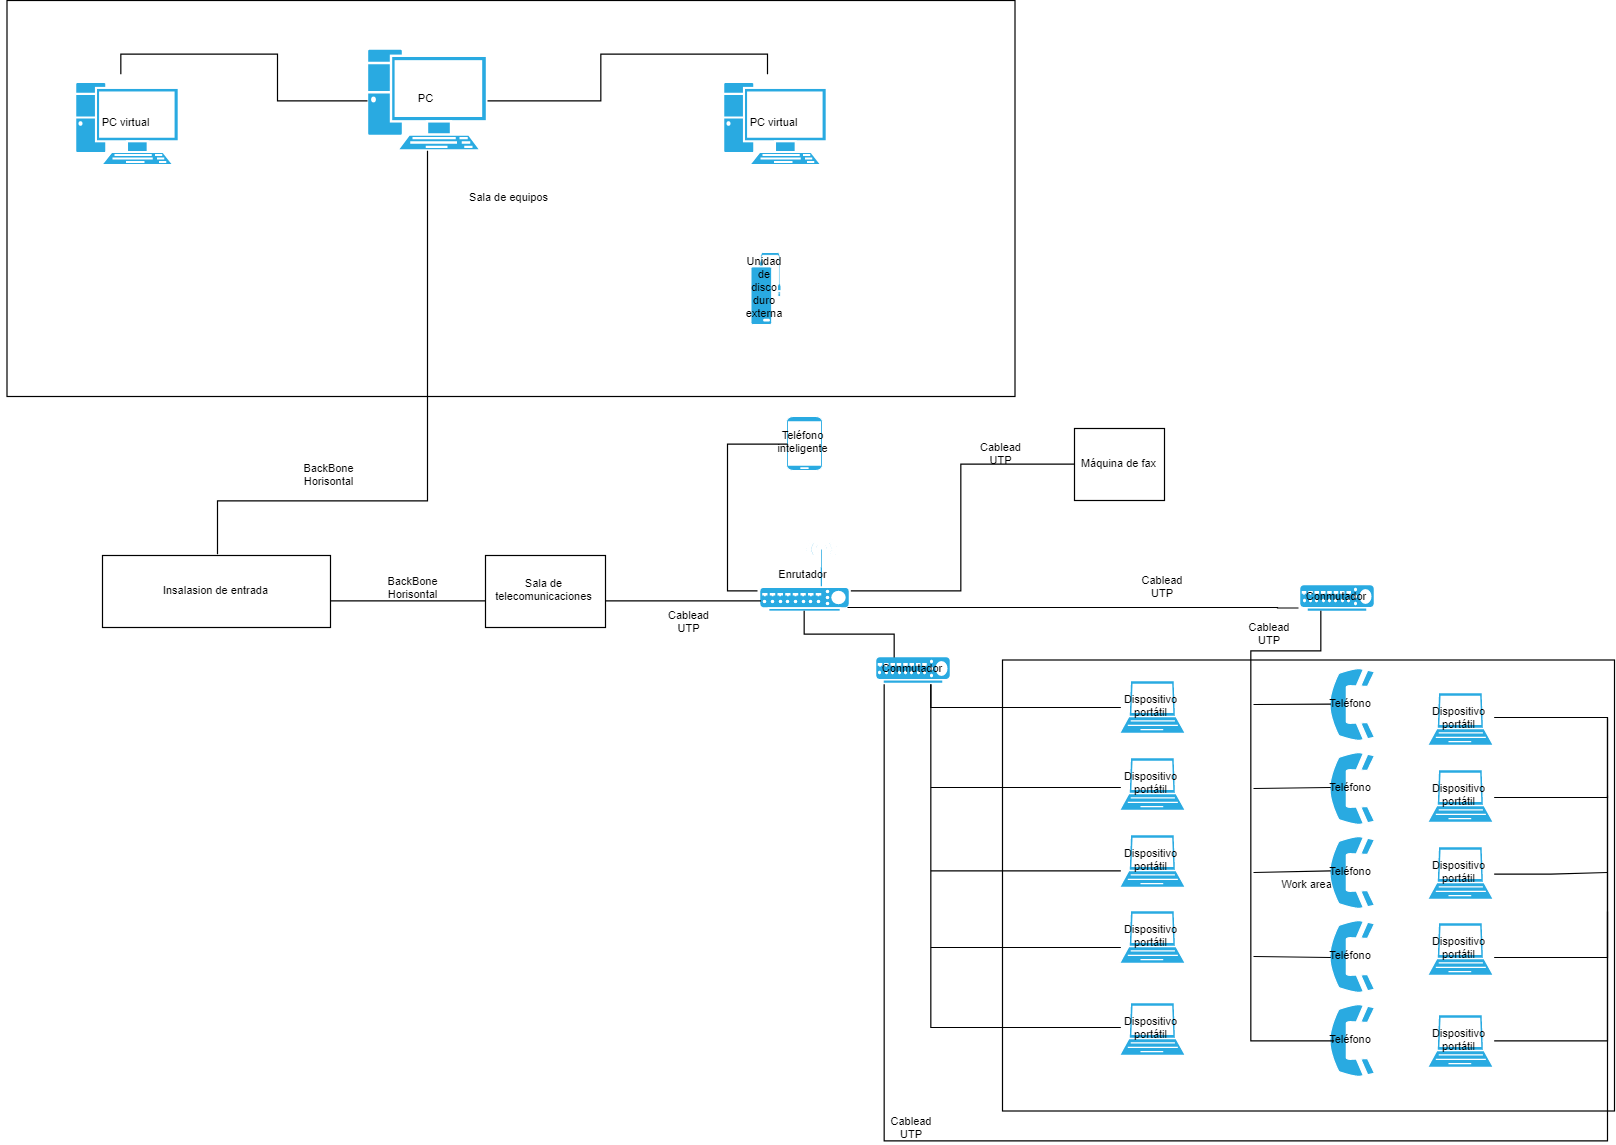 PC
PC virtual
PC virtual
Sala de equipos
Unidad
de
disco
duro
externa
Teléfono
inteligente
Cablead
UTP
Máquina de fax
BackBone
Horisontal
Insalasion de entrada
BackBone
Horisontal
Sala de
telecomunicaciones
Cablead
UTP
Enrutador
Cablead
UTP
Conmutador
Cablead
UTP
Conmutador
Dispositivo
portátil
Teléfono
Dispositivo
portátil
Dispositivo
portátil
Teléfono
Dispositivo
portátil
Dispositivo
portátil
Teléfono
Work area
Dispositivo
portátil
Dispositivo
portátil
Teléfono
Dispositivo
portátil
Dispositivo
portátil
Teléfono
Dispositivo
portátil
Cablead
UTP